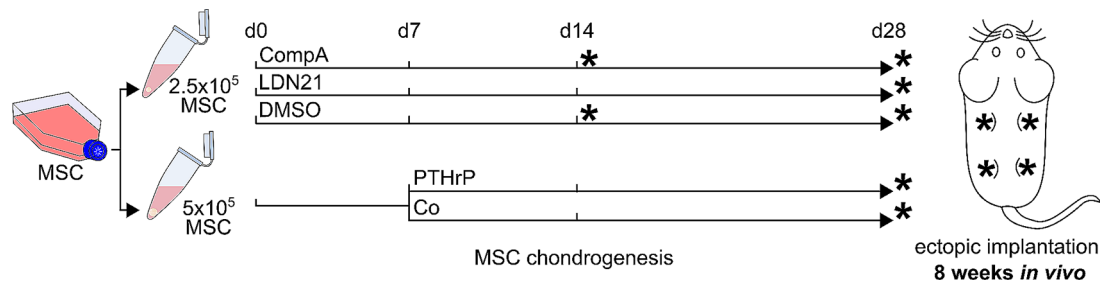 d0 d7 d14 d28
CompA
LDN21
DMSO
2.5x10⁵
MSC
MSC
5x10⁵
MSC
PTHrP
Co
MSC chondrogenesis
ectopic implantation
8 weeks in vivo